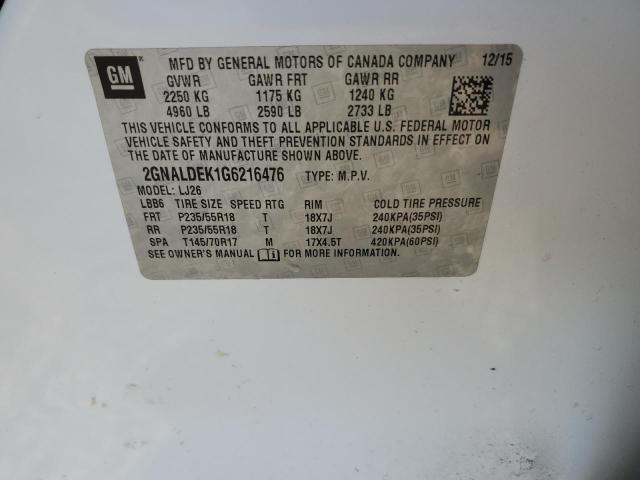 GM
MFD BY GENERAL MOTORS OF CANADA COMPANY 12/15
GVWR GAWR FRT GAWR RR
2250 KG 1175 KG 1240 KG
4960 LB 2590 LB 2733 LB
THIS VEHICLE CONFORMS TO ALL APPLICABLE U.S. FEDERAL MOTOR
VEHICLE SAFETY AND THEFT PREVENTION STANDARDS IN EFFECT ON
THE DATE OF MANUFACTURE SHOWN ABOVE.
2GNALDEK1G6216476 TYPE: M.P.V.
MODEL: LJ26
LBB6 TIRE SIZE SPEED RTG RIM COLD TIRE PRESSURE
FRT P235/55R18 T 18X7J 240KPA(35PSI)
RR P235/55R18 T 18X7J 240KPA(35PSI)
SPA T145/70R17 M 17X4.5T 420KPA(60PSI)
SEE OWNER'S MANUAL FOR MORE INFORMATION.